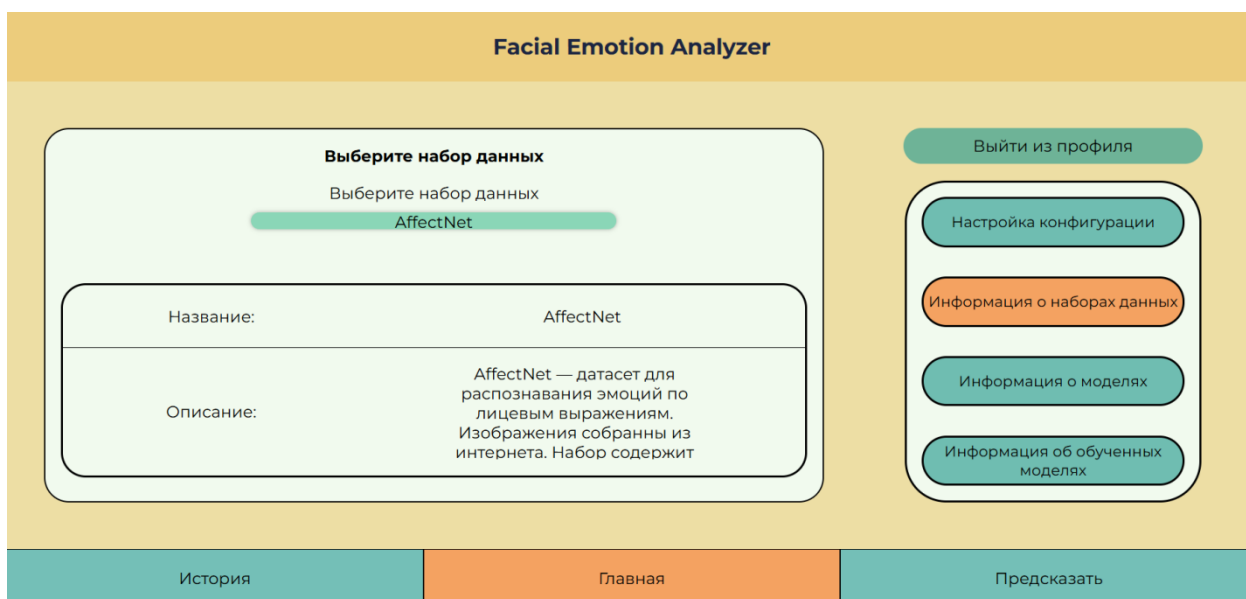 Facial Emotion Analyzer
Выберите набор данных
Выберите набор данных
AffectNet
Название:
AffectNet
Описание:
AffectNet — датасет для
распознавания эмоций по
лицевым выражениям.
Изображения собранны из
интернета. Набор содержит
Выйти из профиля
Настройка конфигурации
Информация о наборах данных
Информация о моделях
Информация об обученных
моделях
История
Главная
Предсказать